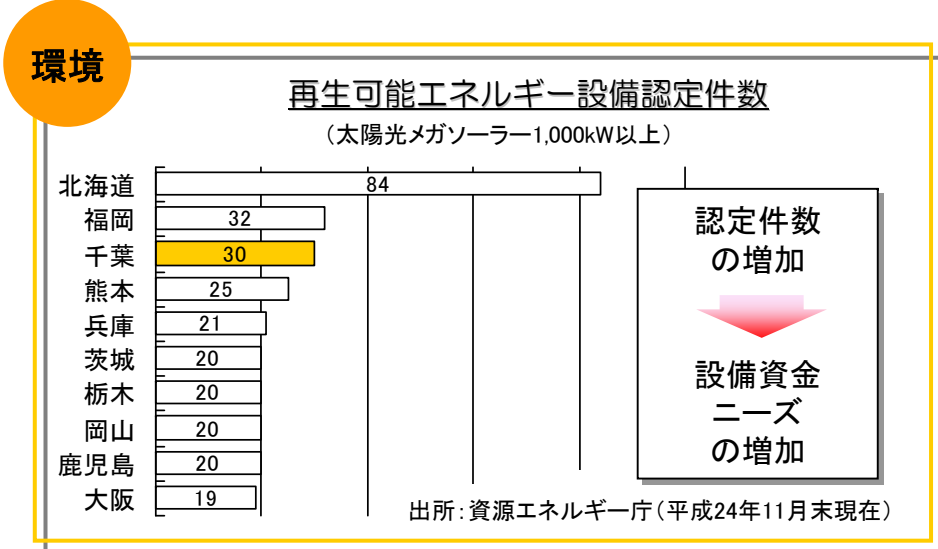 環境
再生可能エネルギー設備認定件数
（太陽光メガソーラー1,000kW以上）
北海道 84
福岡 32
千葉 30
熊本 25
兵庫 21
茨城 20
栃木 20
岡山 20
鹿児島 20
大阪 19
認定件数
の増加
設備資金
ニーズ
の増加
出所：資源エネルギー庁（平成24年11月末現在）